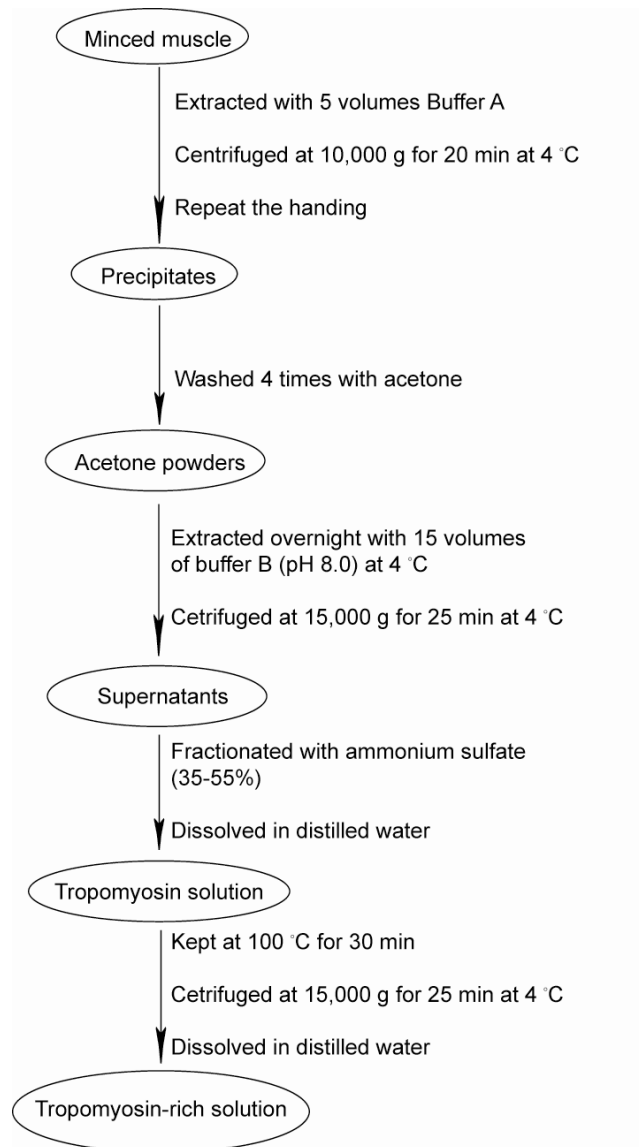 Minced muscle
Extracted with 5 volumes Buffer A
Centrifuged at 10,000 g for 20 min at 4 °C
Repeat the handing
Precipitates
Washed 4 times with acetone
Acetone powders
Extracted overnight with 15 volumes
of buffer B (pH 8.0) at 4 °C
Cetrifuged at 15,000 g for 25 min at 4 °C
Supernatants
Fractionated with ammonium sulfate
(35-55%)
Dissolved in distilled water
Tropomyosin solution
Kept at 100 °C for 30 min
Cetrifuged at 15,000 g for 25 min at 4 °C
Dissolved in distilled water
Tropomyosin-rich solution